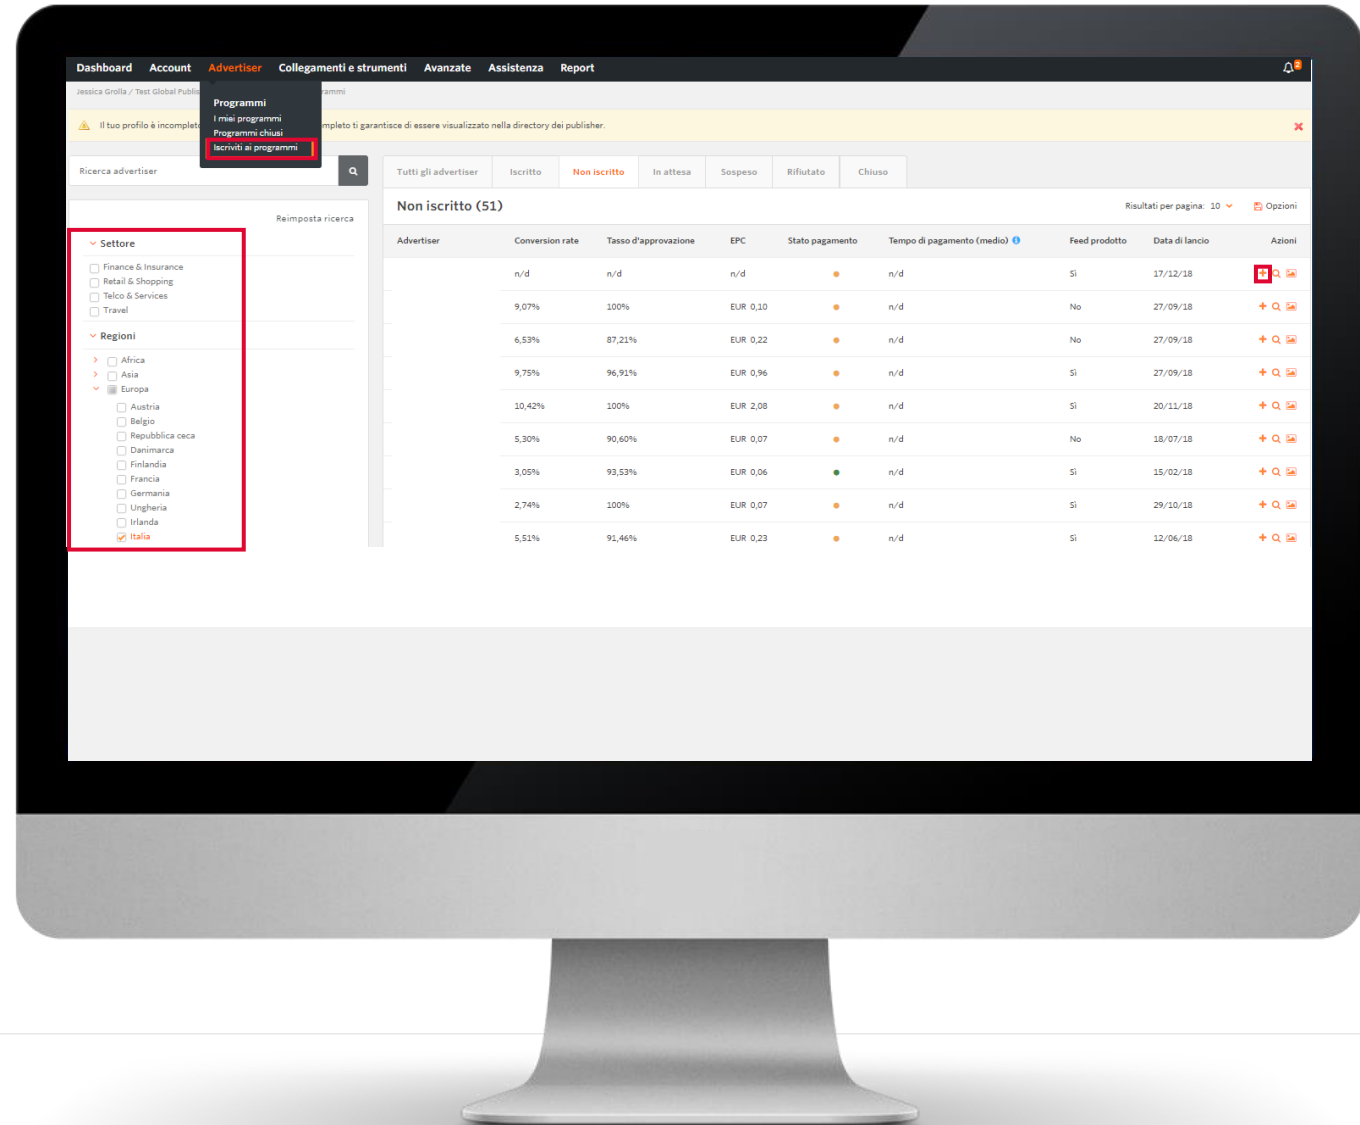 Dashboard Account Advertiser Collegamenti e strumenti Avanzate Assistenza Report 2
Jessica Grolla / Test Global Publis rammi
Programmi
I miei programmi
Programmi chiusi
Iscriviti ai programmi
Il tuo profilo è incompleto mpleto ti garantisce di essere visualizzato nella directory dei publisher.
Ricerca advertiser
Tutti gli advertiser Iscritto Non iscritto In attesa Sospeso Rifiutato Chiuso
Reimposta ricerca
Settore
Finance & Insurance
Retail & Shopping
Telco & Services
Travel
Regioni
Africa
Asia
Europa
Austria
Belgio
Repubblica ceca
Danimarca
Finlandia
Francia
Germania
Ungheria
Irlanda
Italia
Non iscritto (51) Risultati per pagina: 10 Opzioni
Advertiser Conversion rate Tasso d'approvazione EPC Stato pagamento Tempo di pagamento (medio) Feed prodotto Data di lancio Azioni
n/d n/d n/d n/d Sì 17/12/18
9,07% 100% EUR 0,10 n/d No 27/09/18
6,53% 87,21% EUR 0,22 n/d No 27/09/18
9,75% 96,91% EUR 0,96 n/d Sì 27/09/18
10,42% 100% EUR 2,08 n/d Sì 20/11/18
5,30% 90,60% EUR 0,07 n/d No 18/07/18
3,05% 93,53% EUR 0,06 n/d Sì 15/02/18
2,74% 100% EUR 0,07 n/d Sì 29/10/18
5,51% 91,46% EUR 0,23 n/d Sì 12/06/18